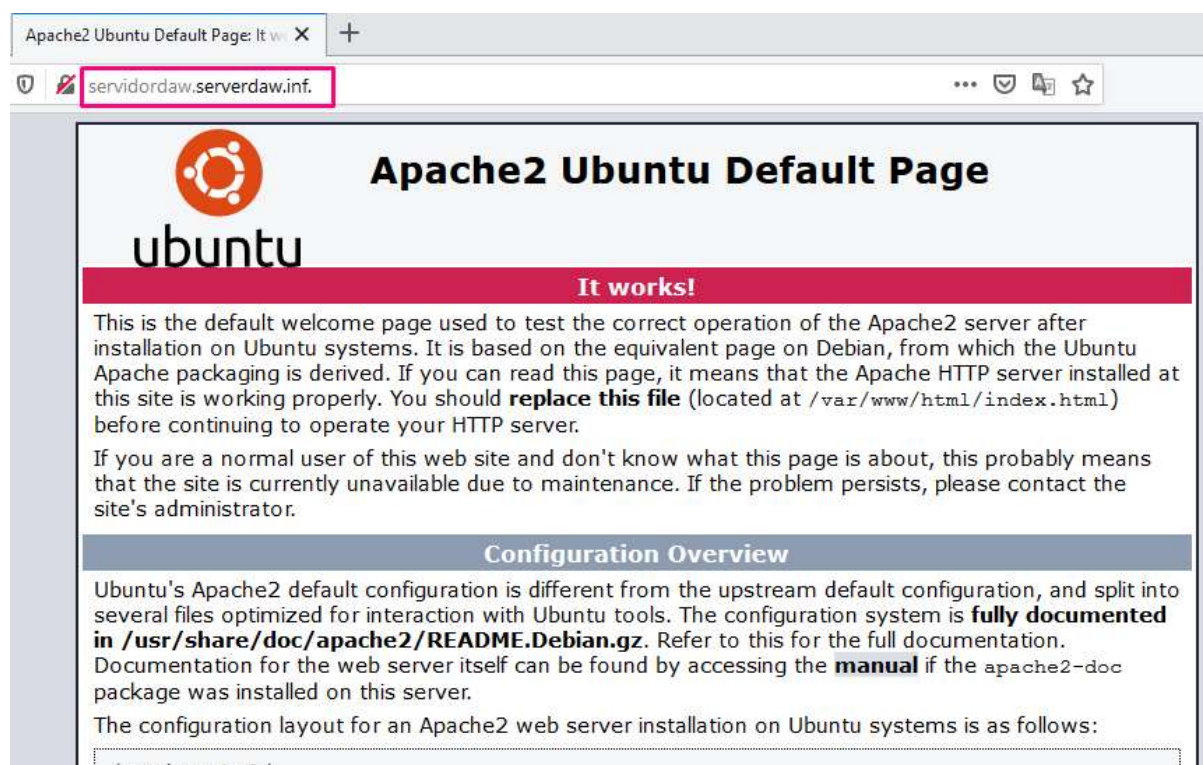 Apache2 Ubuntu Default Page: It w
servidordaw.serverdaw.inf.
Apache2 Ubuntu Default Page
ubuntu
It works!
This is the default welcome page used to test the correct operation of the Apache2 server after
installation on Ubuntu systems. It is based on the equivalent page on Debian, from which the Ubuntu
Apache packaging is derived. If you can read this page, it means that the Apache HTTP server installed at
this site is working properly. You should replace this file (located at /var/www/html/index.html)
before continuing to operate your HTTP server.
If you are a normal user of this web site and don't know what this page is about, this probably means
that the site is currently unavailable due to maintenance. If the problem persists, please contact the
site's administrator.
Configuration Overview
Ubuntu's Apache2 default configuration is different from the upstream default configuration, and split into
several files optimized for interaction with Ubuntu tools. The configuration system is fully documented
in /usr/share/doc/apache2/README.Debian.gz. Refer to this for the full documentation.
Documentation for the web server itself can be found by accessing the manual if the apache2-doc
package was installed on this server.
The configuration layout for an Apache2 web server installation on Ubuntu systems is as follows: